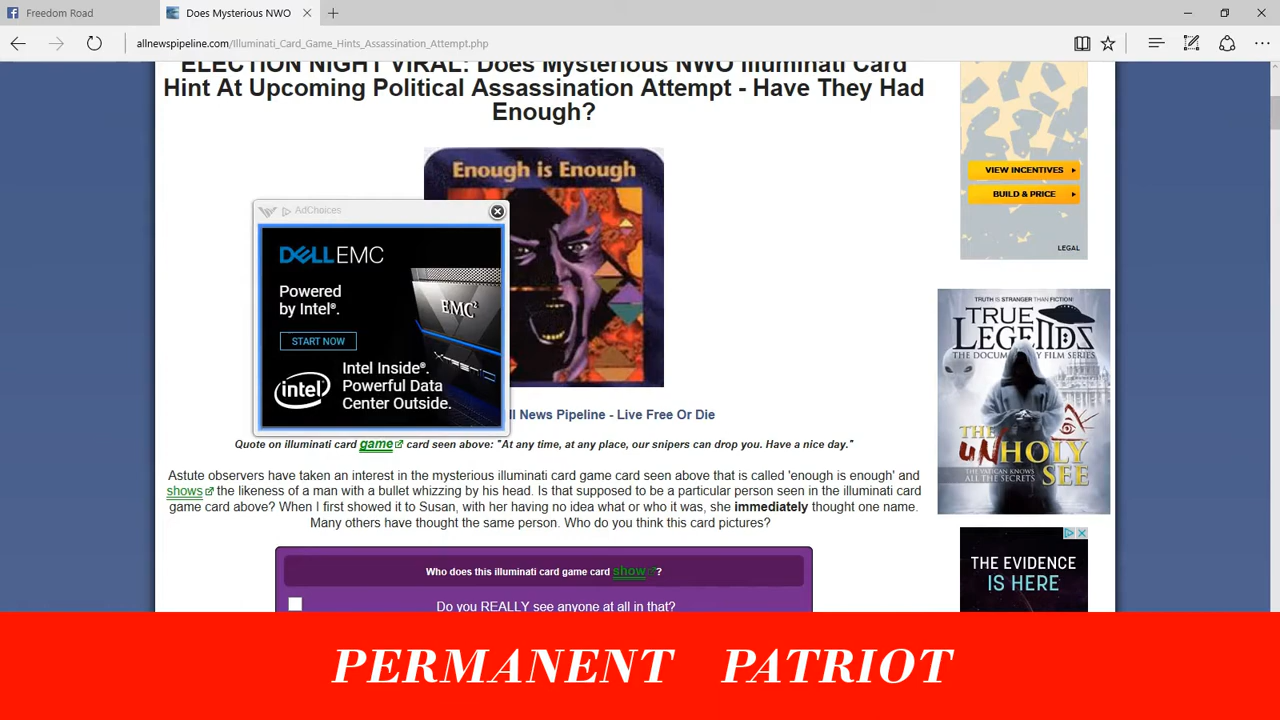 Freedom Road
Does Mysterious NWO
allnewspipeline.com/Illuminati_Card_Game_Hints_Assassination_Attempt.php
ELECTION NIGHT VIRAL: Does Mysterious NWO Illuminati Card
Hint At Upcoming Political Assassination Attempt - Have They Had
Enough?
Enough is Enough
AdChoices
DELLEMC
Powered
by Intel®.
START NOW
EMC²
intel
Intel Inside®.
Powerful Data
Center Outside.
ll News Pipeline - Live Free Or Die
Quote on illuminati card game card seen above: "At any time, at any place, our snipers can drop you. Have a nice day."
Astute observers have taken an interest in the mysterious illuminati card game card seen above that is called 'enough is enough' and
shows the likeness of a man with a bullet whizzing by his head. Is that supposed to be a particular person seen in the illuminati card
game card above? When I first showed it to Susan, with her having no idea what or who it was, she immediately thought one name.
Many others have thought the same person. Who do you think this card pictures?
Who does this illuminati card game card show?
Do you REALLY see anyone at all in that?
VIEW INCENTIVES
BUILD & PRICE
LEGAL
TRUTH IS STRANGER THAN FICTION!
TRUE
LEGENDS
THE DOCUMENTARY FILM SERIES
THE
UNHOLY
SEE
THE VATICAN KNOWS
ALL THE SECRETS
THE EVIDENCE
IS HERE
PERMANENT PATRIOT